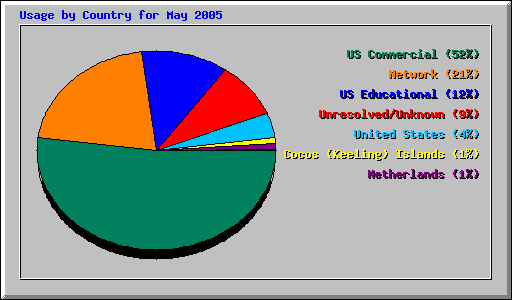 Usage by Country for May 2005
US Commercial (52%)
Network (21%)
US Educational (12%)
Unresolved/Unknown (9%)
United States (4%)
Cocos (Keeling) Islands (1%)
Netherlands (1%)